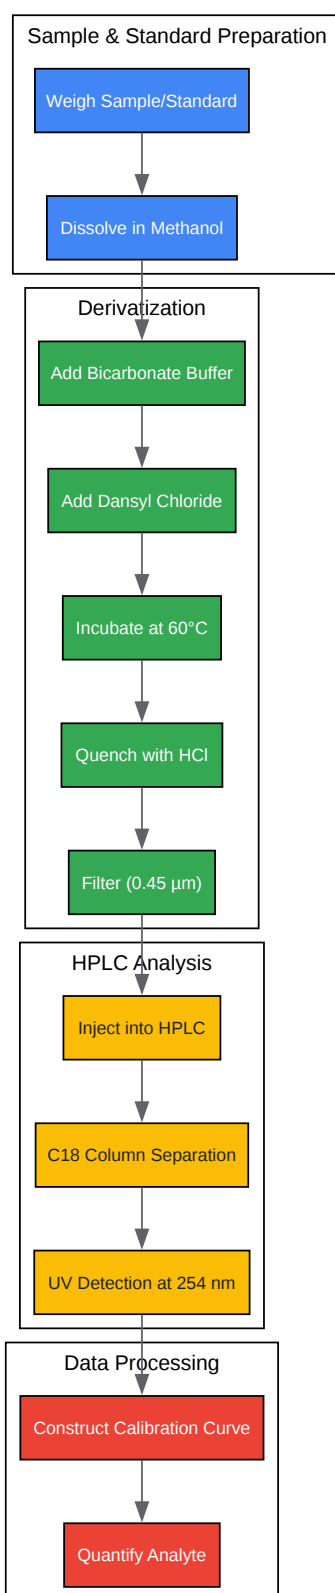 Sample & Standard Preparation
Weigh Sample/Standard
Dissolve in Methanol
Derivatization
Add Bicarbonate Buffer
Add Dansyl Chloride
Incubate at 60°C
Quench with HCl
Filter (0.45 µm)
HPLC Analysis
Inject into HPLC
C18 Column Separation
UV Detection at 254 nm
Data Processing
Construct Calibration Curve
Quantify Analyte